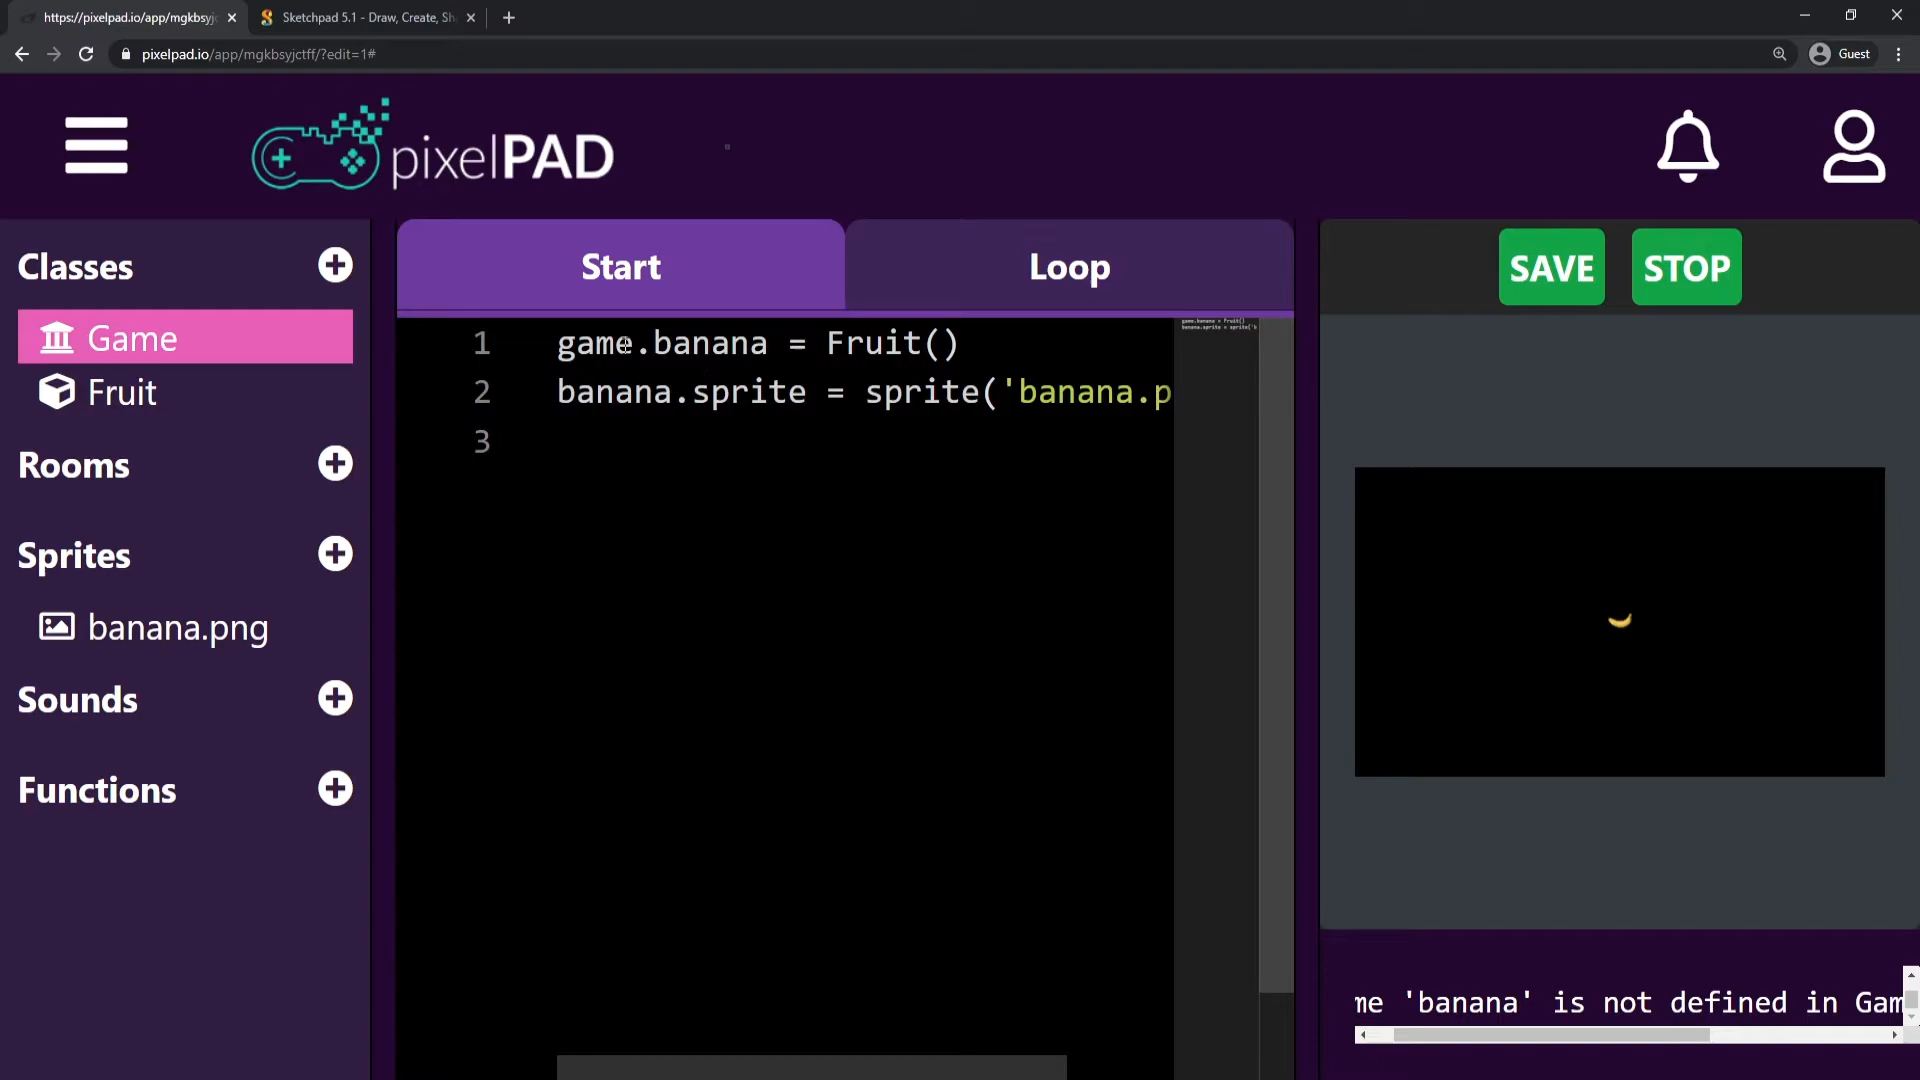 https://pixelpad.io/app/mgkbsyjc
Sketchpad 5.1 - Draw, Create, Sh
pixelpad.io/app/mgkbsyjctff/?edit=1#
Guest
pixelPAD
Classes
Game
Fruit
Rooms
Sprites
banana.png
Sounds
Functions
Start
Loop
1 game.banana = Fruit()
2 banana.sprite = sprite('banana.p
3
SAVE
STOP
me 'banana' is not defined in Gam